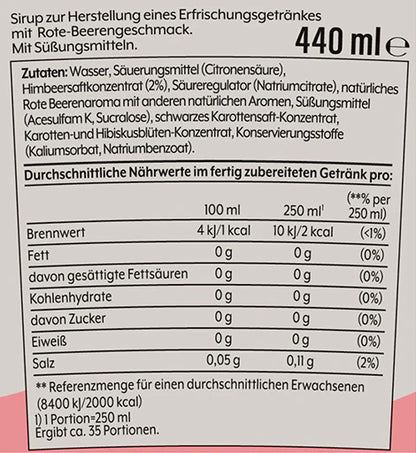 Sirup zur Herstellung eines Erfrischungsgetränkes
mit Rote-Beerengeschmack.
Mit Süßungsmitteln.
440 ml ℮
Zutaten: Wasser, Säuerungsmittel (Citronensäure),
Himbeersaftkonzentrat (2%), Säureregulator (Natriumcitrate), natürliches
Rote Beerenaroma mit anderen natürlichen Aromen, Süßungsmittel
(Acesulfam K, Sucralose), schwarzes Karottensaft-Konzentrat,
Karotten-und Hibiskusblüten-Konzentrat, Konservierungsstoffe
(Kaliumsorbat, Natriumbenzoat).
Durchschnittliche Nährwerte im fertig zubereiteten Getränk pro:
100 ml 250 ml¹ (**% per 250 ml)
Brennwert 4 kJ/1 kcal 10 kJ/2 kcal (<1%)
Fett 0 g 0 g (0%)
davon gesättigte Fettsäuren 0 g 0 g (0%)
Kohlenhydrate 0 g 0 g (0%)
davon Zucker 0 g 0 g (0%)
Eiweiß 0 g 0 g (0%)
Salz 0,05 g 0,11 g (2%)
** Referenzmenge für einen durchschnittlichen Erwachsenen
(8400 kJ/2000 kcal)
1) 1 Portion=250 ml
Ergibt ca. 35 Portionen.